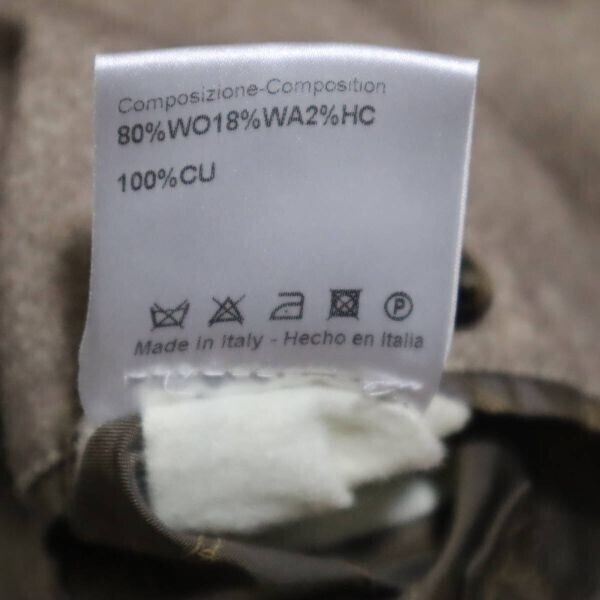 Composizione-Composition
80%WO18%WA2%HC
100%CU
P
Made in Italy - Hecho en Italia